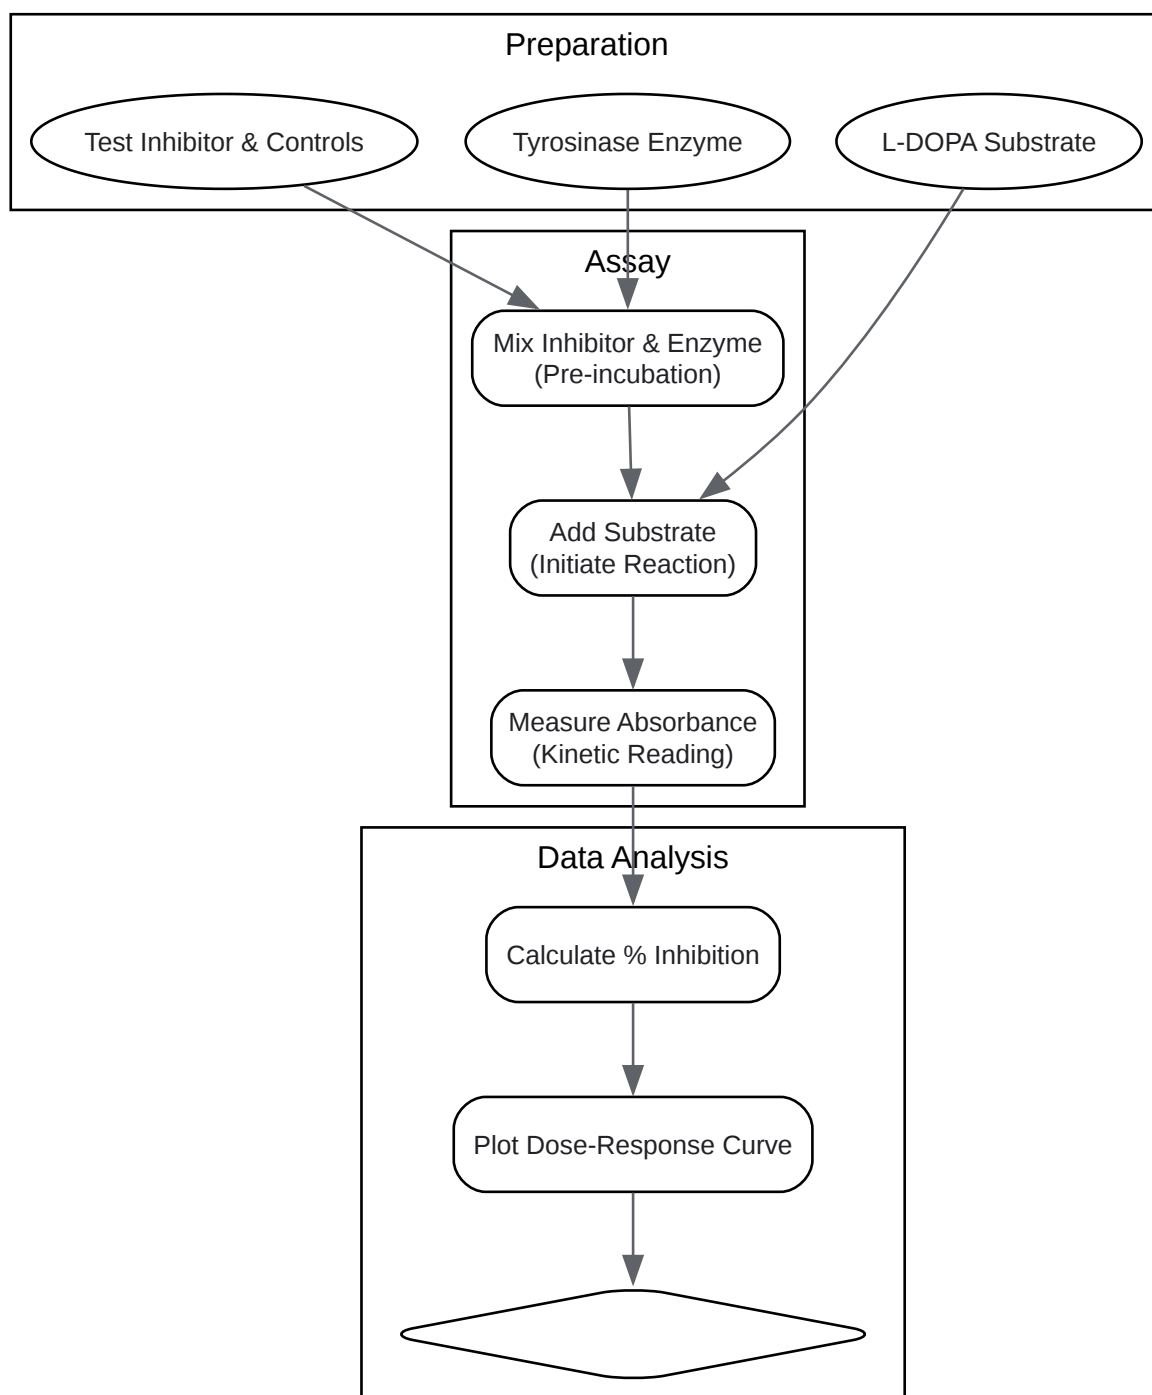 Preparation
Test Inhibitor & Controls
Tyrosinase Enzyme
L-DOPA Substrate
Assay
Mix Inhibitor & Enzyme
(Pre-incubation)
Add Substrate
(Initiate Reaction)
Measure Absorbance
(Kinetic Reading)
Data Analysis
Calculate % Inhibition
Plot Dose-Response Curve